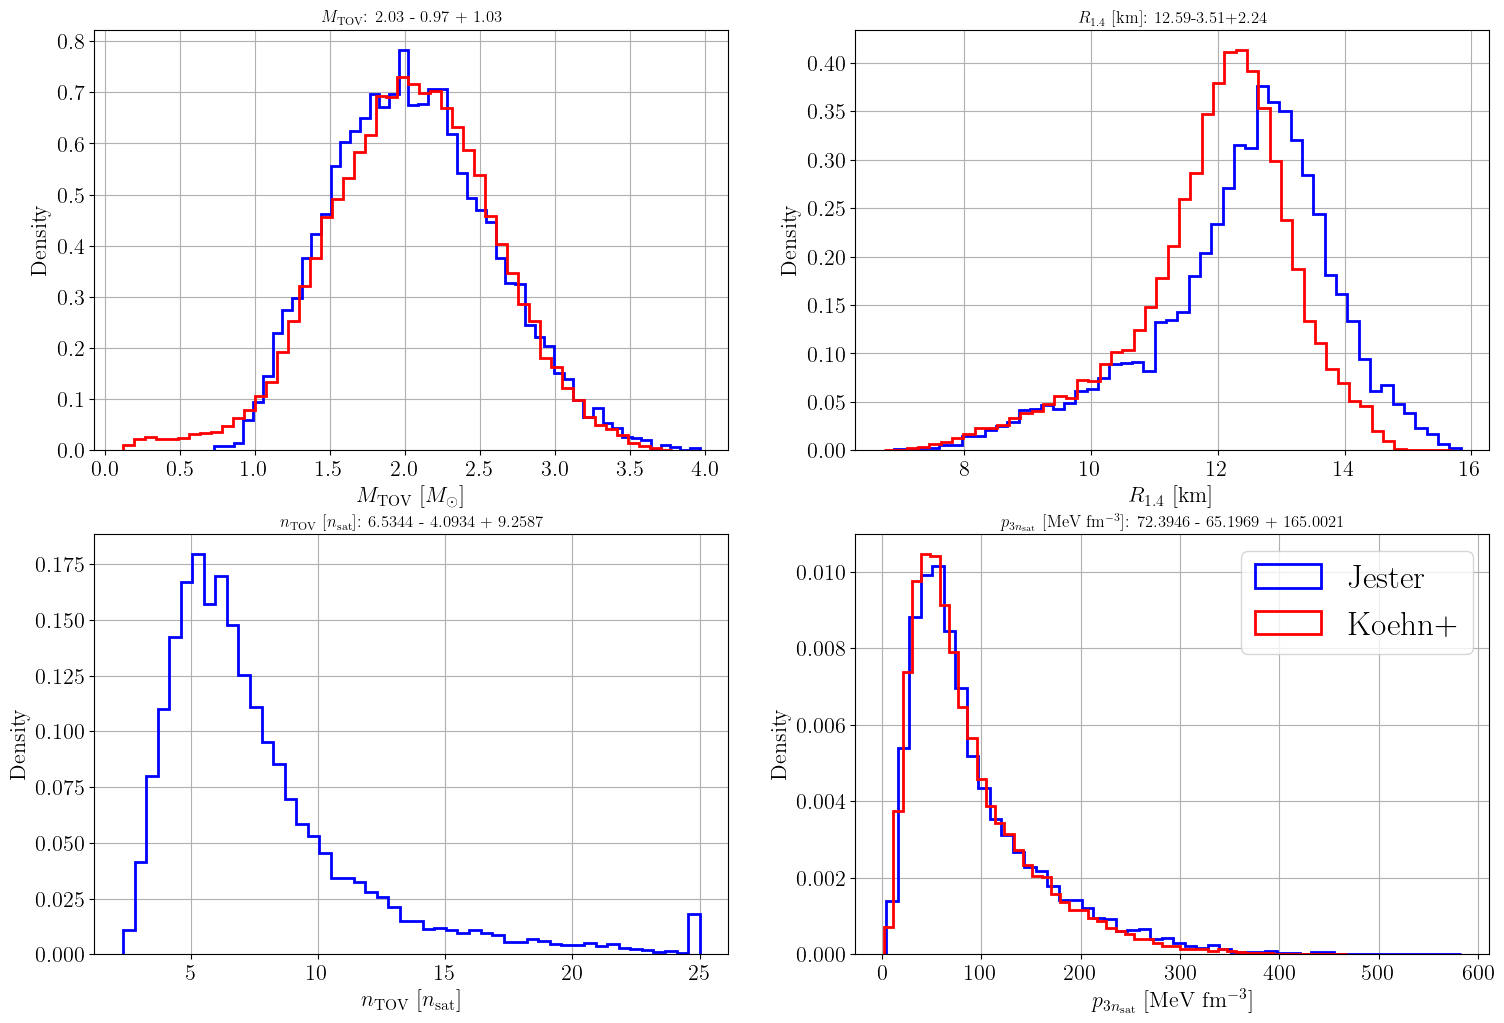 M_TOV: 2.03 - 0.97 + 1.03
0.8
0.7
0.6
0.5
0.4
0.3
0.2
0.1
0.0
Density
0.0 0.5 1.0 1.5 2.0 2.5 3.0 3.5 4.0
M_TOV [M_⊙]
R_1.4 [km]: 12.59-3.51+2.24
0.40
0.35
0.30
0.25
0.20
0.15
0.10
0.05
0.00
Density
8 10 12 14 16
R_1.4 [km]
n_TOV [n_sat]: 6.5344 - 4.0934 + 9.2587
0.175
0.150
0.125
0.100
0.075
0.050
0.025
0.000
Density
5 10 15 20 25
n_TOV [n_sat]
p_3n_sat [MeV fm^−3]: 72.3946 - 65.1969 + 165.0021
Jester
Koehn+
0.010
0.008
0.006
0.004
0.002
0.000
Density
0 100 200 300 400 500 600
p_3n_sat [MeV fm^−3]